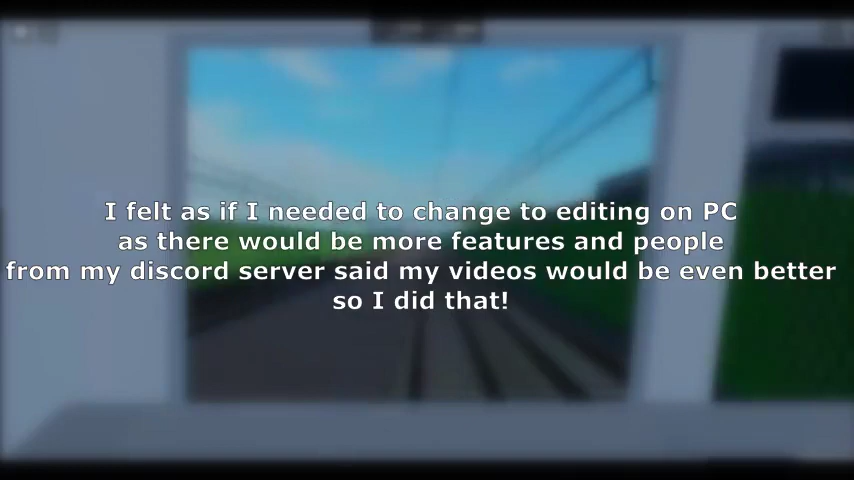 I felt as if I needed to change to editing on PC
as there would be more features and people
from my discord server said my videos would be even better
so I did that!